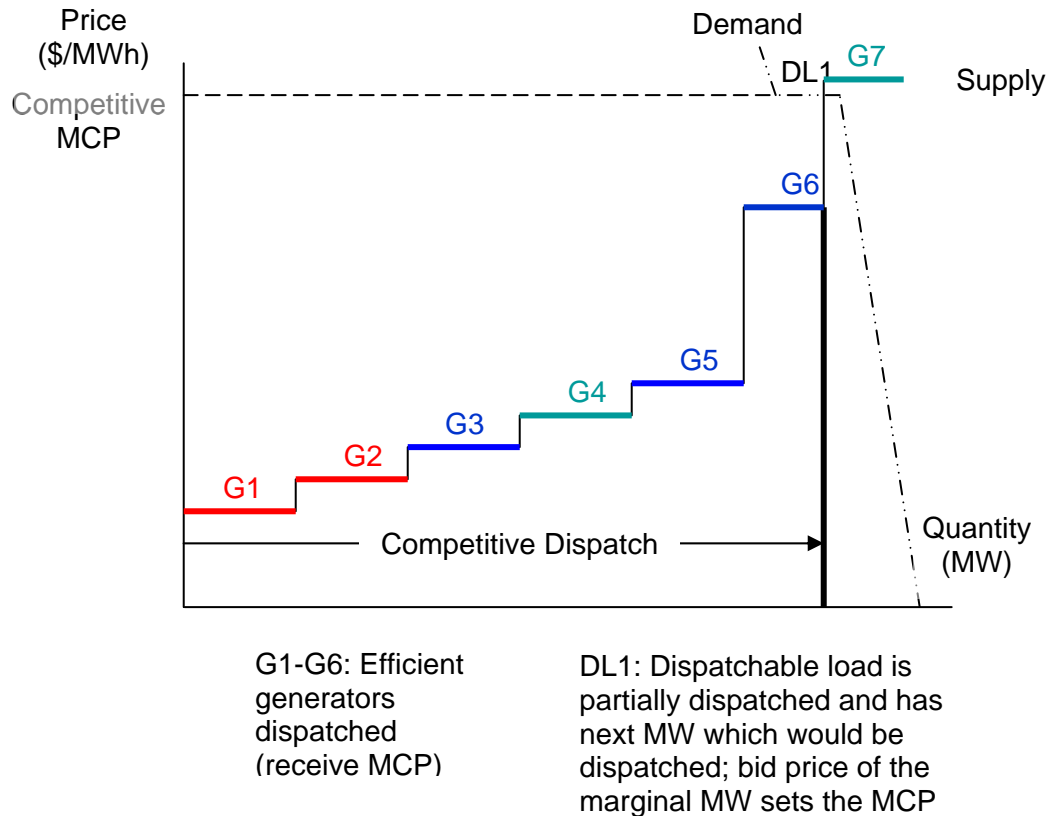 Price
($/MWh)
Competitive
MCP
Demand
DL1
G7
Supply
G6
G5
G4
G3
G2
G1
Competitive Dispatch
Quantity
(MW)
G1-G6: Efficient
generators
dispatched
(receive MCP)
DL1: Dispatchable load is
partially dispatched and has
next MW which would be
dispatched; bid price of the
marginal MW sets the MCP